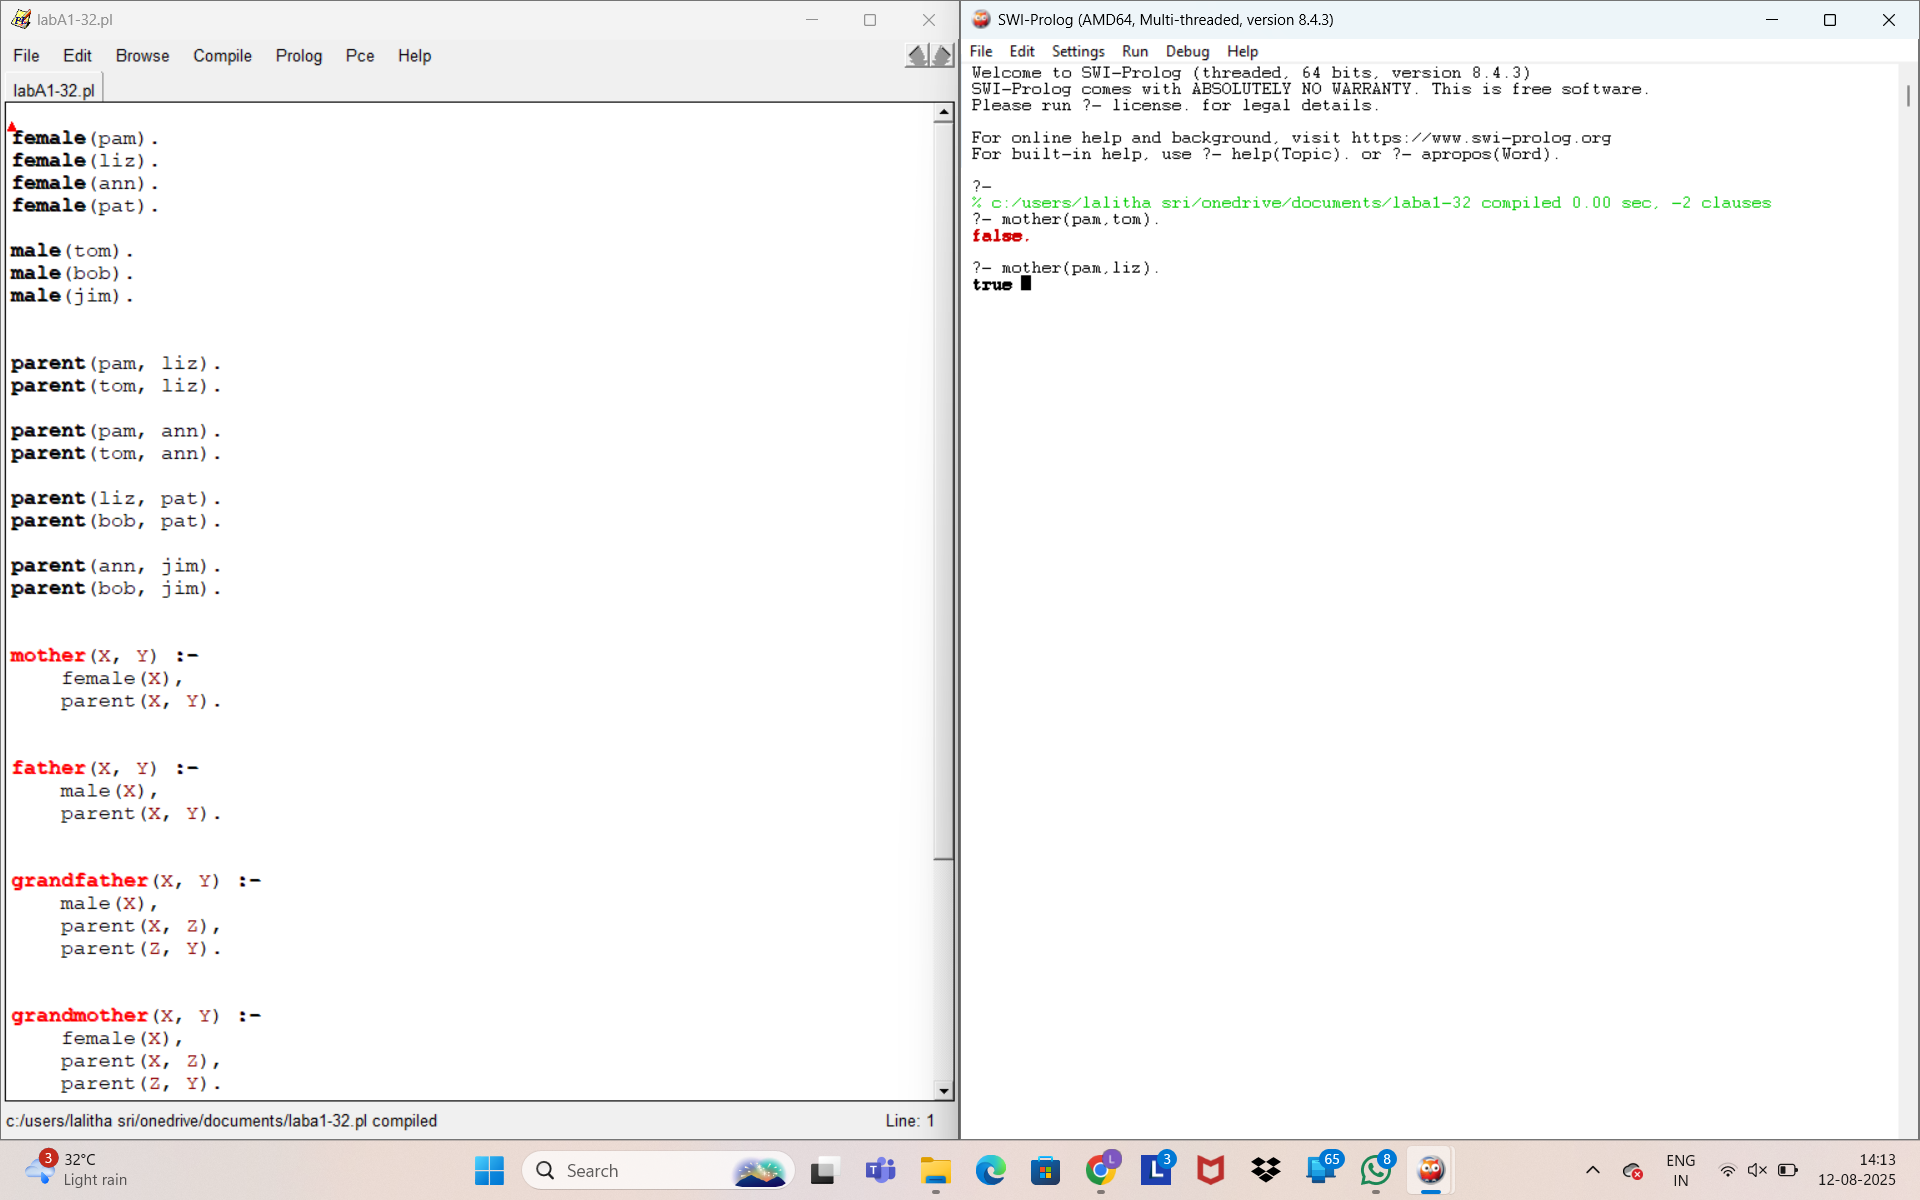 labA1-32.pl
File Edit Browse Compile Prolog Pce Help
labA1-32.pl
female(pam).
female(liz).
female(ann).
female(pat).
male(tom).
male(bob).
male(jim).
parent(pam, liz).
parent(tom, liz).
parent(pam, ann).
parent(tom, ann).
parent(liz, pat).
parent(bob, pat).
parent(ann, jim).
parent(bob, jim).
mother(X, Y) :-
    female(X),
    parent(X, Y).
father(X, Y) :-
    male(X),
    parent(X, Y).
grandfather(X, Y) :-
    male(X),
    parent(X, Z),
    parent(Z, Y).
grandmother(X, Y) :-
    female(X),
    parent(X, Z),
    parent(Z, Y).
c:/users/lalitha sri/onedrive/documents/laba1-32.pl compiled
Line: 1
SWI-Prolog (AMD64, Multi-threaded, version 8.4.3)
File Edit Settings Run Debug Help
Welcome to SWI-Prolog (threaded, 64 bits, version 8.4.3)
SWI-Prolog comes with ABSOLUTELY NO WARRANTY. This is free software.
Please run ?- license. for legal details.
For online help and background, visit https://www.swi-prolog.org
For built-in help, use ?- help(Topic). or ?- apropos(Word).
?-
% c:/users/lalitha sri/onedrive/documents/laba1-32 compiled 0.00 sec, -2 clauses
?- mother(pam,tom).
false.
?- mother(pam,liz).
true
3
32°C
Light rain
Search
L
L
3
65
8
ENG
IN
14:13
12-08-2025